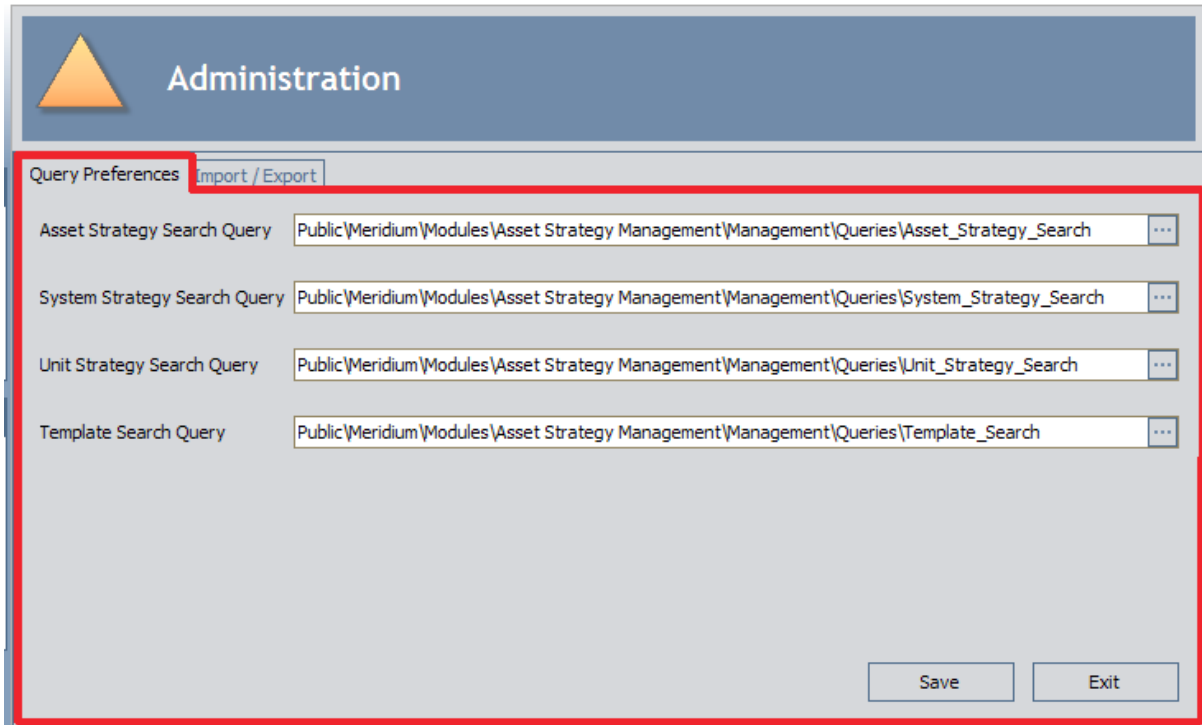 Administration
Query Preferences Import / Export
Asset Strategy Search Query Public\Meridium\Modules\Asset Strategy Management\Management\Queries\Asset_Strategy_Search ...
System Strategy Search Query Public\Meridium\Modules\Asset Strategy Management\Management\Queries\System_Strategy_Search ...
Unit Strategy Search Query Public\Meridium\Modules\Asset Strategy Management\Management\Queries\Unit_Strategy_Search ...
Template Search Query Public\Meridium\Modules\Asset Strategy Management\Management\Queries\Template_Search ...
Save Exit